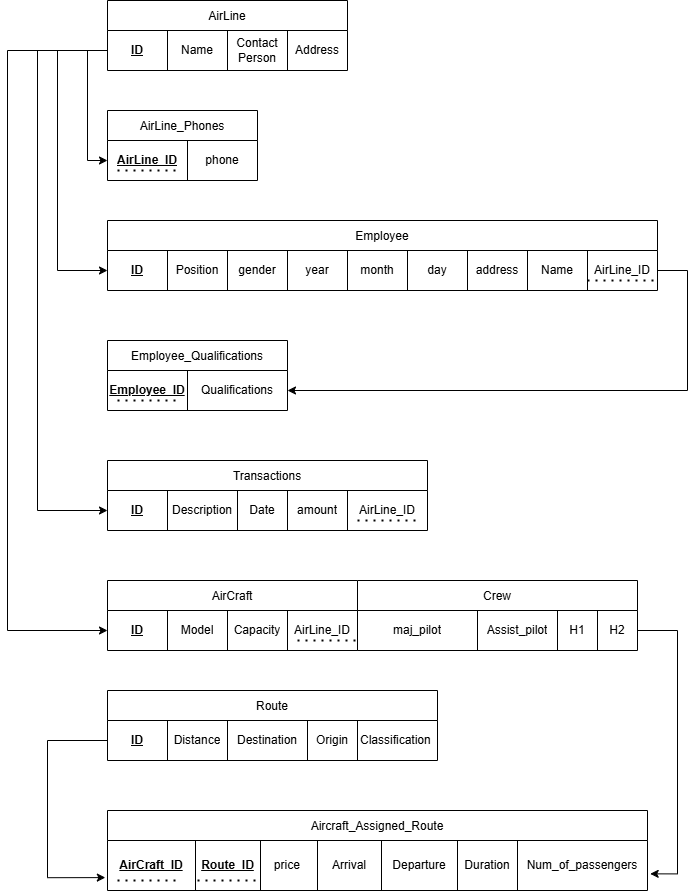 AirLine
ID Name Contact Person Address
AirLine_Phones
AirLine_ID phone
Employee
ID Position gender year month day address Name AirLine_ID
Employee_Qualifications
Employee_ID Qualifications
Transactions
ID Description Date amount AirLine_ID
AirCraft Crew
ID Model Capacity AirLine_ID maj_pilot Assist_pilot H1 H2
Route
ID Distance Destination Origin Classification
Aircraft_Assigned_Route
AirCraft_ID Route_ID price Arrival Departure Duration Num_of_passengers